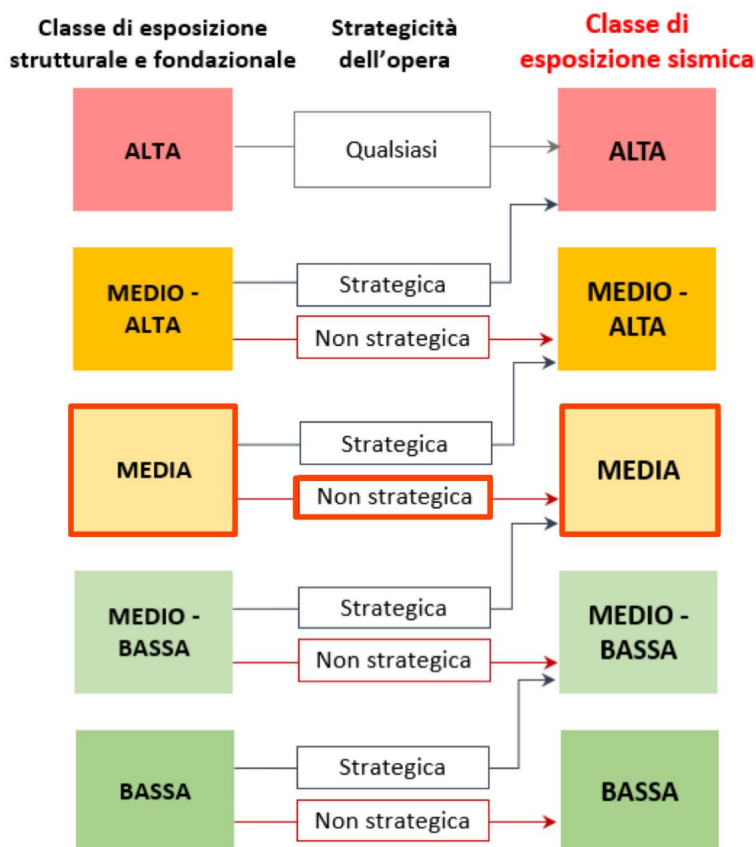 Classe di esposizione
strutturale e fondazionale
Strategicità
dell'opera
Classe di
esposizione sismica
ALTA
Qualsiasi
ALTA
MEDIO -
ALTA
Strategica
Non strategica
MEDIO -
ALTA
MEDIA
Strategica
Non strategica
MEDIA
MEDIO -
BASSA
Strategica
Non strategica
MEDIO -
BASSA
BASSA
Strategica
Non strategica
BASSA